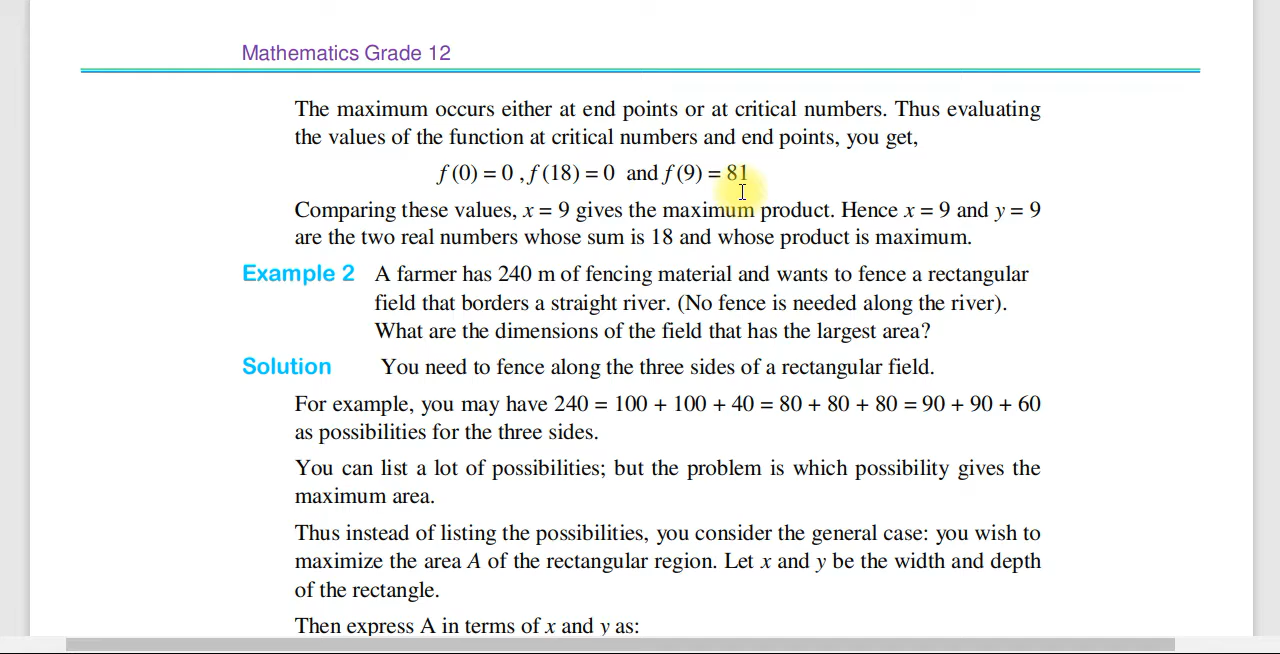 Mathematics Grade 12
The maximum occurs either at end points or at critical numbers. Thus evaluating
the values of the function at critical numbers and end points, you get,
f (0) = 0 , f (18) = 0 and f (9) = 81
Comparing these values, x = 9 gives the maximum product. Hence x = 9 and y = 9
are the two real numbers whose sum is 18 and whose product is maximum.
Example 2 A farmer has 240 m of fencing material and wants to fence a rectangular
field that borders a straight river. (No fence is needed along the river).
What are the dimensions of the field that has the largest area?
Solution You need to fence along the three sides of a rectangular field.
For example, you may have 240 = 100 + 100 + 40 = 80 + 80 + 80 = 90 + 90 + 60
as possibilities for the three sides.
You can list a lot of possibilities; but the problem is which possibility gives the
maximum area.
Thus instead of listing the possibilities, you consider the general case: you wish to
maximize the area A of the rectangular region. Let x and y be the width and depth
of the rectangle.
Then express A in terms of x and y as: